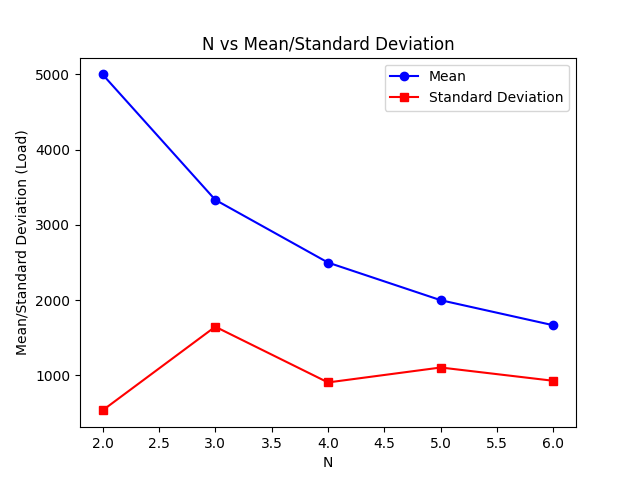 N vs Mean/Standard Deviation
Mean
Standard Deviation
Mean/Standard Deviation (Load)
5000
4000
3000
2000
1000
2.0 2.5 3.0 3.5 4.0 4.5 5.0 5.5 6.0
N